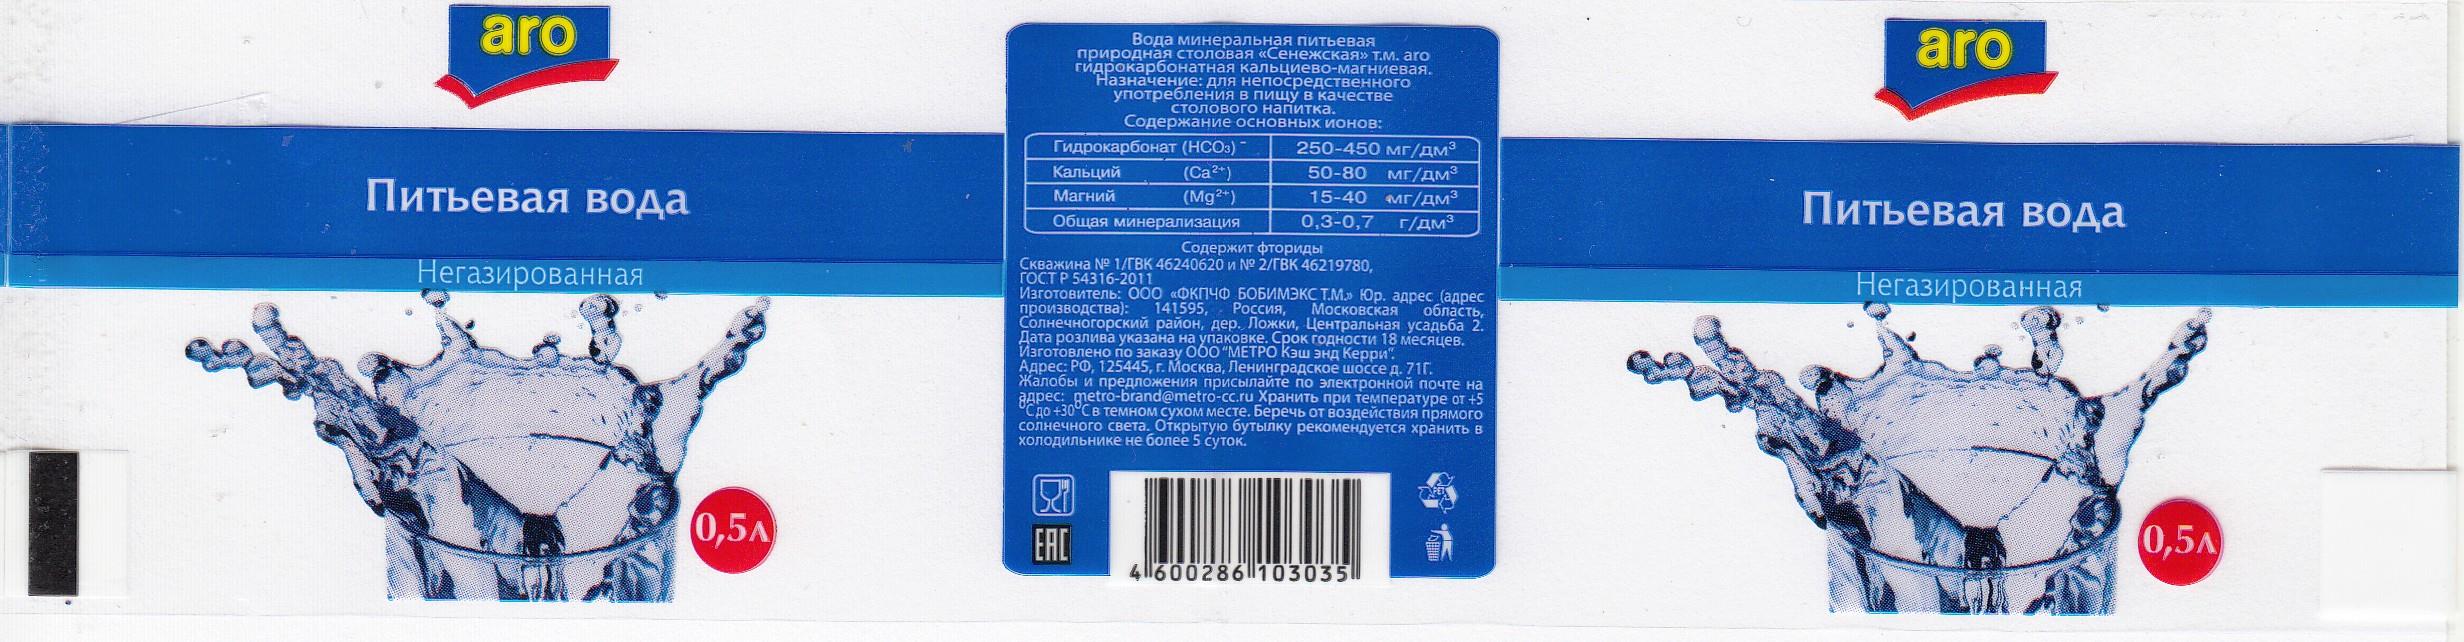 aro
Питьевая вода
Негазированная
0,5л
Вода минеральная питьевая
природная столовая «Сенежская» т.м. aro
гидрокарбонатная кальциево-магниевая.
Назначение: для непосредственного
употребления в пищу в качестве
столового напитка.
Содержание основных ионов:
Гидрокарбонат (HCO₃)⁻ 250-450 мг/дм³
Кальций (Ca²⁺) 50-80 мг/дм³
Магний (Mg²⁺) 15-40 мг/дм³
Общая минерализация 0,3-0,7 г/дм³
Содержит фториды
Скважина № 1/ГВК 46240620 и № 2/ГВК 46219780,
ГОСТ Р 54316-2011
Изготовитель: ООО «ФКПЧФ БОБИМЭКС Т.М.» Юр. адрес (адрес
производства): 141595, Россия, Московская область,
Солнечногорский район, дер. Ложки, Центральная усадьба 2.
Дата розлива указана на упаковке. Срок годности 18 месяцев.
Изготовлено по заказу ООО "МЕТРО Кэш энд Керри".
Адрес: РФ, 125445, г. Москва, Ленинградское шоссе д. 71Г.
Жалобы и предложения присылайте по электронной почте на
адрес: metro-brand@metro-cc.ru Хранить при температуре от +5
°C до +30°C в темном сухом месте. Беречь от воздействия прямого
солнечного света. Открытую бутылку рекомендуется хранить в
холодильнике не более 5 суток.
PET
EAC
4 600286 103035
aro
Питьевая вода
Негазированная
0,5л